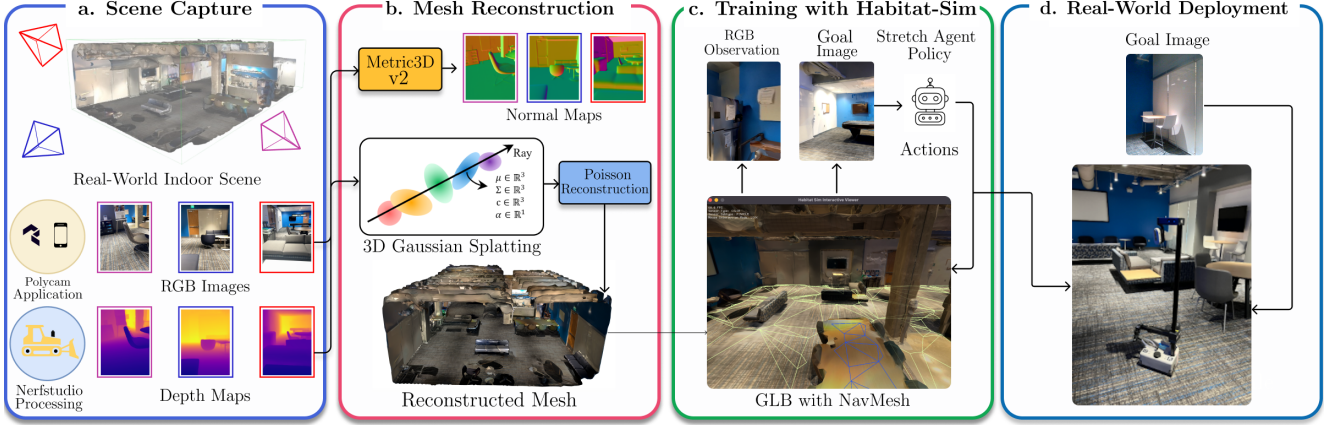 a. Scene Capture
Real-World Indoor Scene
Polycam
Application
RGB Images
Nerfstudio
Processing
Depth Maps
b. Mesh Reconstruction
Metric3D
v2
Normal Maps
Ray
μ ∈ ℝ³
Σ ∈ ℝ³
c ∈ ℝ³
α ∈ ℝ¹
3D Gaussian Splatting
Poisson
Reconstruction
Reconstructed Mesh
c. Training with Habitat-Sim
RGB
Observation
Goal
Image
Stretch Agent
Policy
Actions
Habitat Sim Interactive Viewer
GLB with NavMesh
d. Real-World Deployment
Goal Image